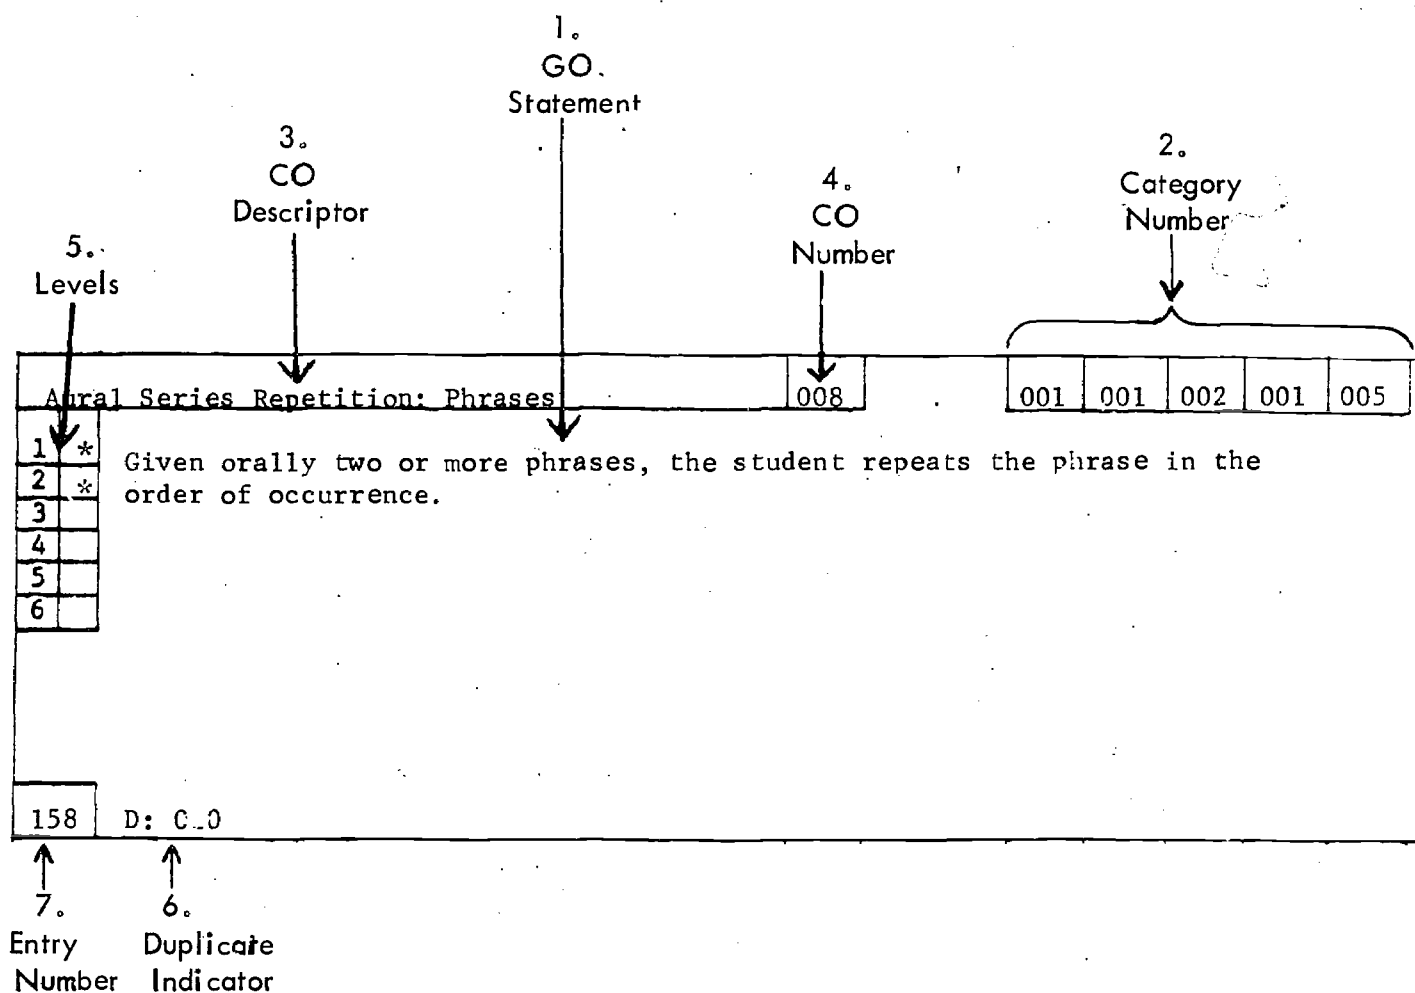 1.
GO.
Statement
3.
CO
Descriptor
4.
CO
Number
2.
Category
Number
5.
Levels
Aural Series Repetition: Phrases 008 001 001 002 001 005
1 *
2 *
3
4
5
6
Given orally two or more phrases, the student repeats the phrase in the
order of occurrence.
158 D:
7.
Entry
Number
6.
Duplicate
Indicator